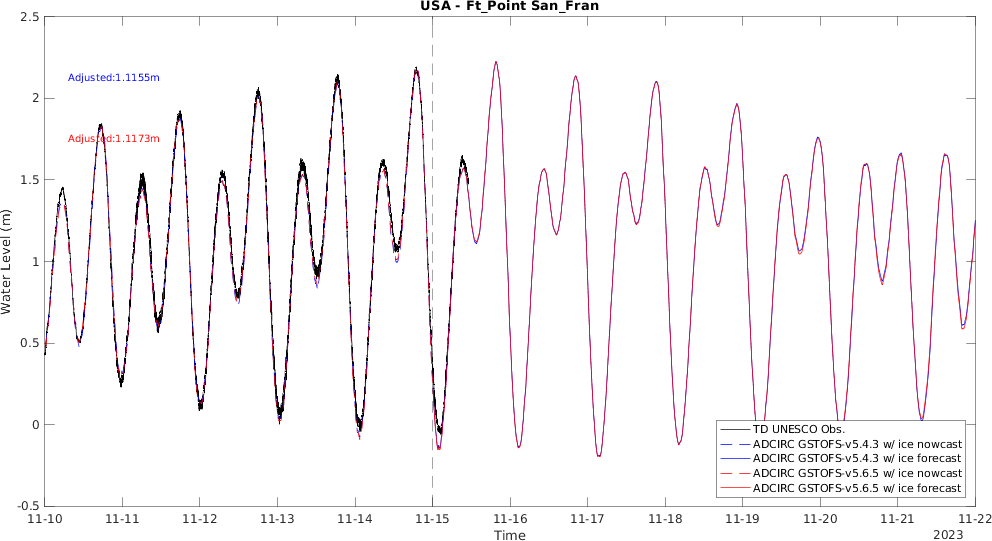 USA - Ft_Point San_Fran
2.5
2
1.5
1
0.5
0
-0.5
Water Level (m)
Adjusted:1.1155m
Adjusted:1.1173m
TD UNESCO Obs.
ADCIRC GSTOFS-v5.4.3 w/ ice nowcast
ADCIRC GSTOFS-v5.4.3 w/ ice forecast
ADCIRC GSTOFS-v5.6.5 w/ ice nowcast
ADCIRC GSTOFS-v5.6.5 w/ ice forecast
11-10 11-11 11-12 11-13 11-14 11-15 11-16 11-17 11-18 11-19 11-20 11-21 11-22
Time
2023